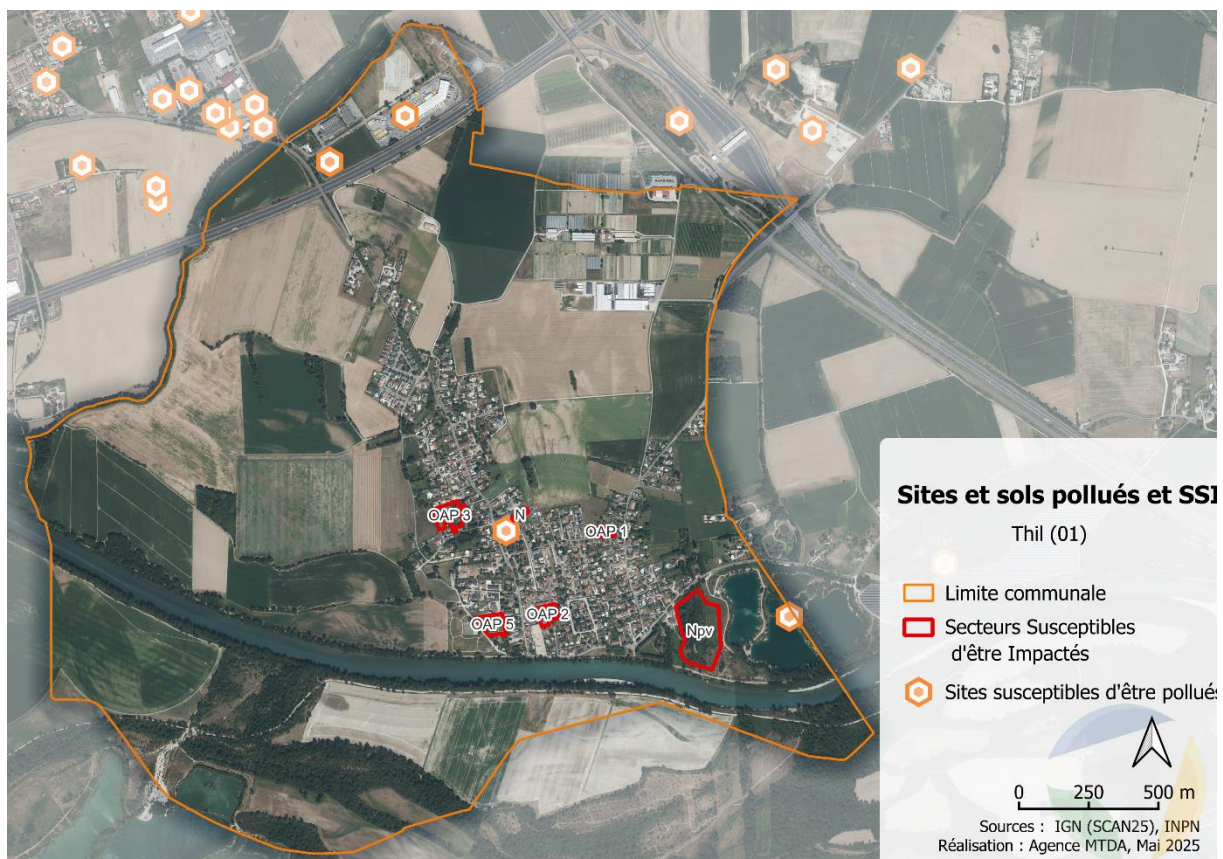 OAP 3
N
OAP 1
OAP 5
OAP 2
Npv
Sites et sols pollués et SSI
Thil (01)
Limite communale
Secteurs Susceptibles
d'être Impactés
Sites susceptibles d'être pollués
0 250 500 m
Sources : IGN (SCAN25), INPN
Réalisation : Agence MTDA, Mai 2025